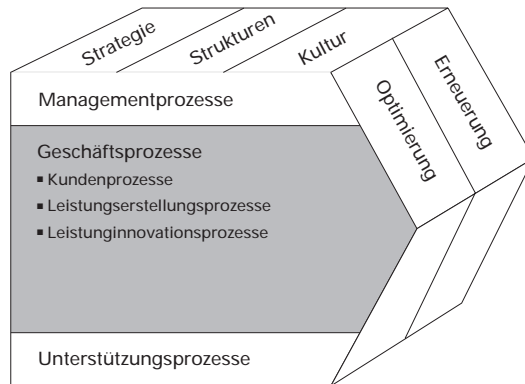 Strategie
Strukturen
Kultur
Optimierung
Erneuerung
Managementprozesse
Geschäftsprozesse
▪ Kundenprozesse
▪ Leistungserstellungsprozesse
▪ Leistunginnovationsprozesse
Unterstützungsprozesse